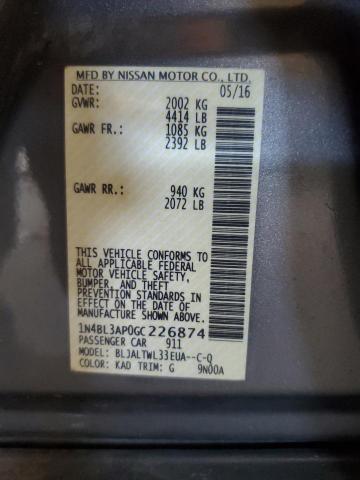 MFD BY NISSAN MOTOR CO., LTD.
DATE: 05/16
GVWR: 2002 KG
4414 LB
GAWR FR.: 1085 KG
2392 LB
GAWR RR.: 940 KG
2072 LB
THIS VEHICLE CONFORMS TO
ALL APPLICABLE FEDERAL
MOTOR VEHICLE SAFETY,
BUMPER, AND THEFT
PREVENTION STANDARDS
IN EFFECT ON THE DATE OF
MANUFACTURE SHOWN ABOVE.
1N4BL3AP0GC226874
PASSENGER CAR 911
MODEL: BLJALTWL33EUA--C-Q
COLOR: KAD TRIM: G 9N00A